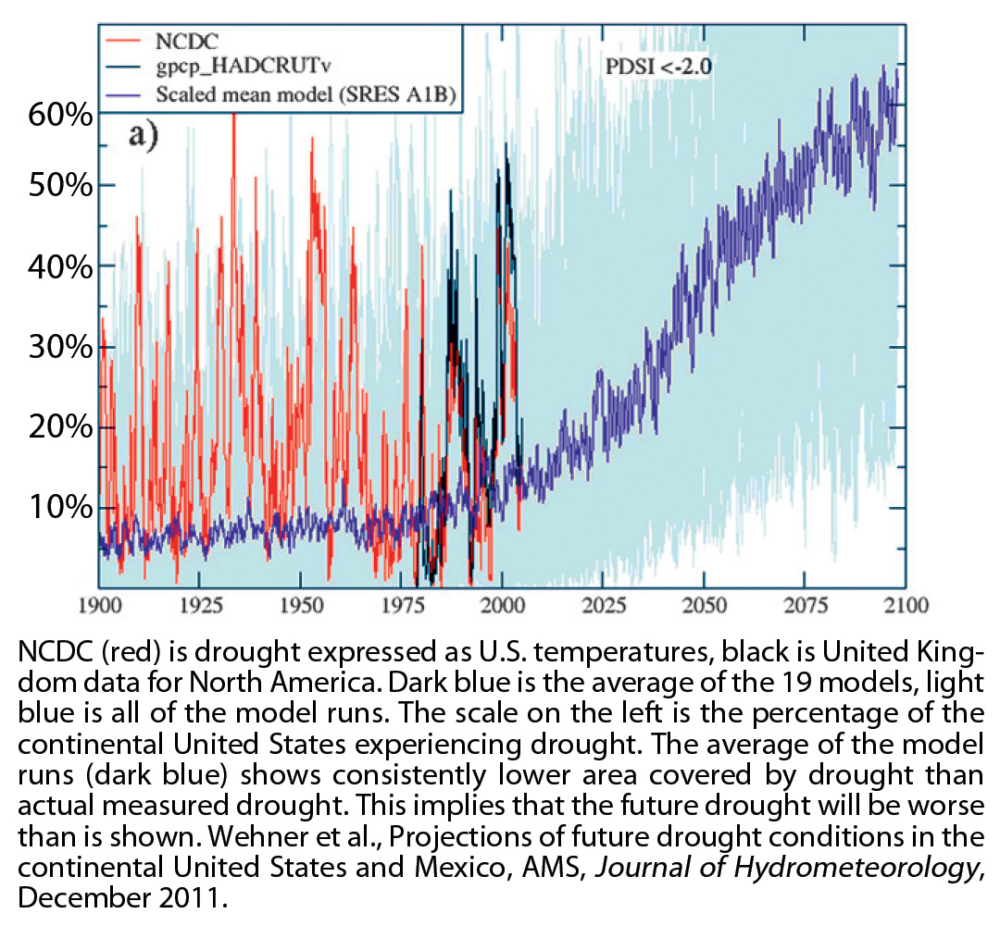 NCDC
gpcp_HADCRUTv
Scaled mean model (SRES A1B)
PDSI <-2.0
a)
60%
50%
40%
30%
20%
10%
1900 1925 1950 1975 2000 2025 2050 2075 2100
NCDC (red) is drought expressed as U.S. temperatures, black is United King-
dom data for North America. Dark blue is the average of the 19 models, light
blue is all of the model runs. The scale on the left is the percentage of the
continental United States experiencing drought. The average of the model
runs (dark blue) shows consistently lower area covered by drought than
actual measured drought. This implies that the future drought will be worse
than is shown. Wehner et al., Projections of future drought conditions in the
continental United States and Mexico, AMS, Journal of Hydrometeorology,
December 2011.